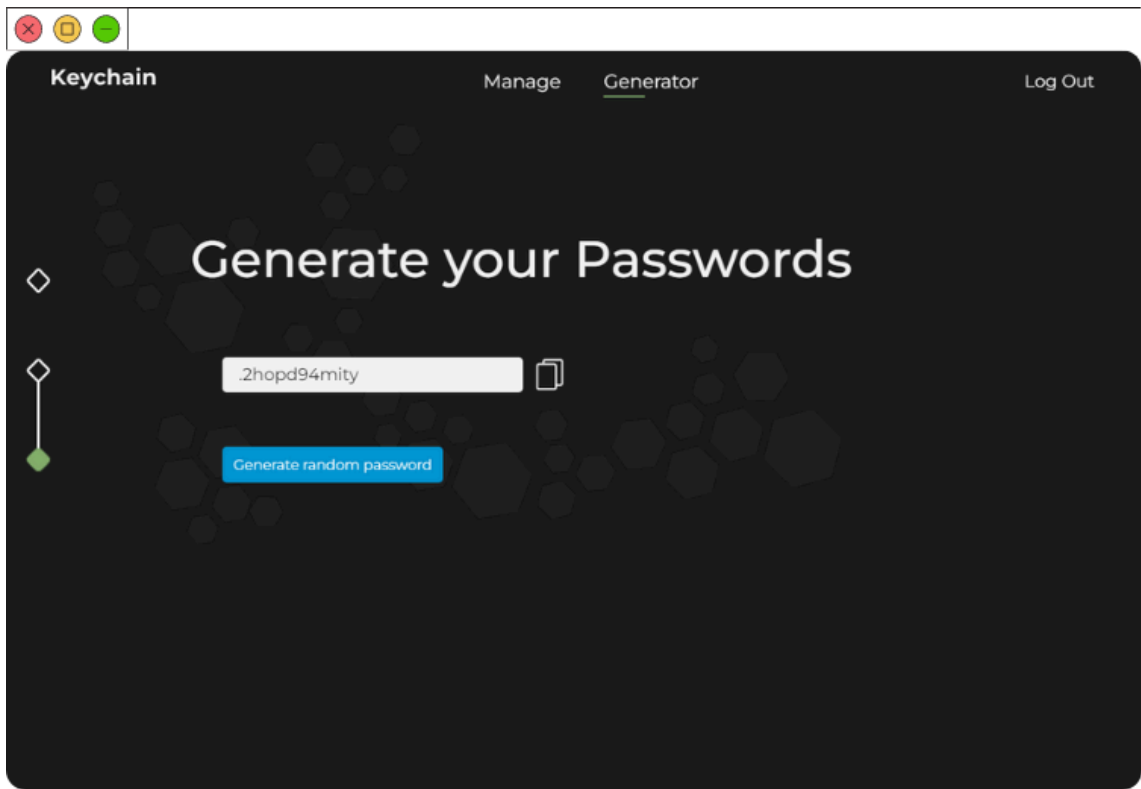 Keychain Manage Generator Log Out
Generate your Passwords
.2hopd94mity
Generate random password